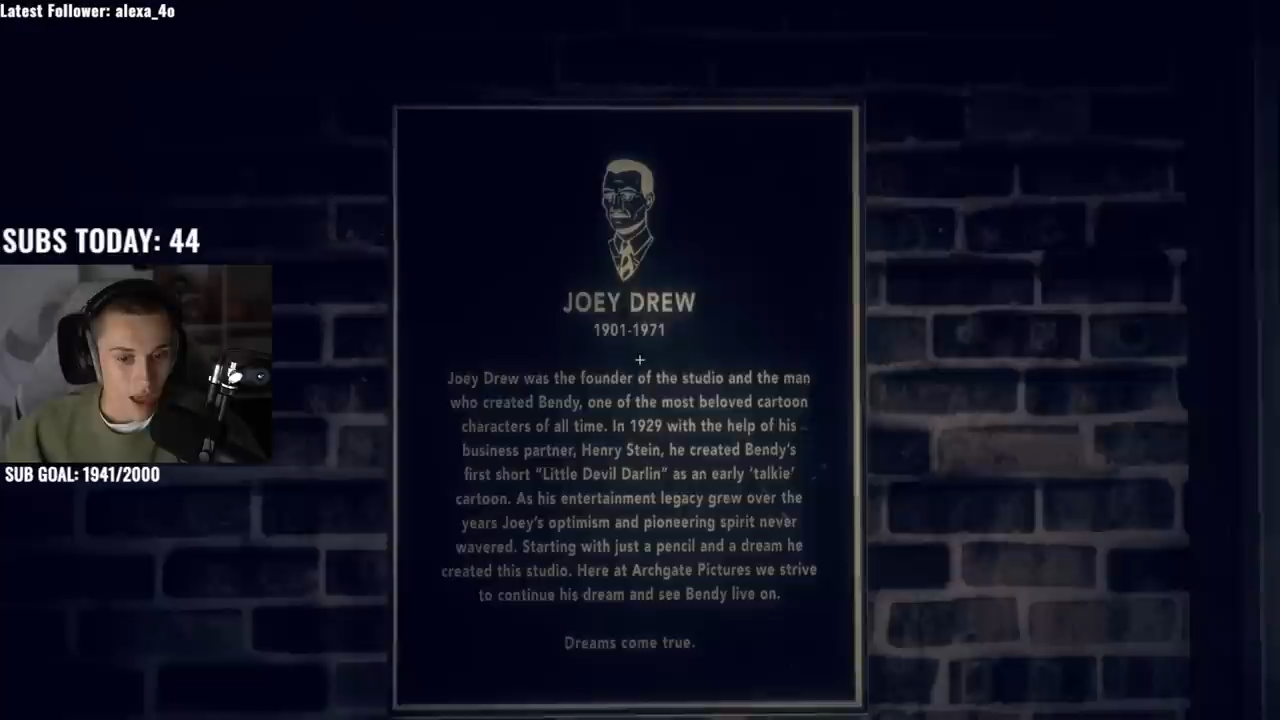 Latest Follower: alexa_4o
SUBS TODAY: 44
SUB GOAL: 1941/2000
JOEY DREW
1901-1971
Joey Drew was the founder of the studio and the man
who created Bendy, one of the most beloved cartoon
characters of all time. In 1929 with the help of his
business partner, Henry Stein, he created Bendy's
first short "Little Devil Darlin" as an early 'talkie'
cartoon. As his entertainment legacy grew over the
years Joey's optimism and pioneering spirit never
wavered. Starting with just a pencil and a dream he
created this studio. Here at Archgate Pictures we strive
to continue his dream and see Bendy live on.
Dreams come true.